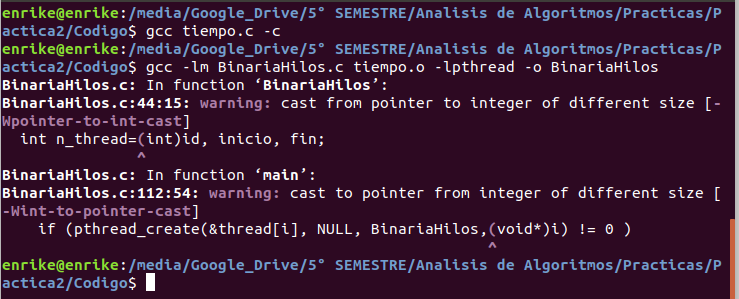 enrike@enrike:/media/Google_Drive/5° SEMESTRE/Analisis de Algoritmos/Practicas/P
actica2/Codigo$ gcc tiempo.c -c
enrike@enrike:/media/Google_Drive/5° SEMESTRE/Analisis de Algoritmos/Practicas/P
actica2/Codigo$ gcc -lm BinariaHilos.c tiempo.o -lpthread -o BinariaHilos
BinariaHilos.c: In function ‘BinariaHilos’:
BinariaHilos.c:44:15: warning: cast from pointer to integer of different size [-
Wpointer-to-int-cast]
  int n_thread=(int)id, inicio, fin;
               ^
BinariaHilos.c: In function ‘main’:
BinariaHilos.c:112:54: warning: cast to pointer from integer of different size [
-Wint-to-pointer-cast]
    if (pthread_create(&thread[i], NULL, BinariaHilos,(void*)i) != 0 )
                                                      ^
enrike@enrike:/media/Google_Drive/5° SEMESTRE/Analisis de Algoritmos/Practicas/P
actica2/Codigo$